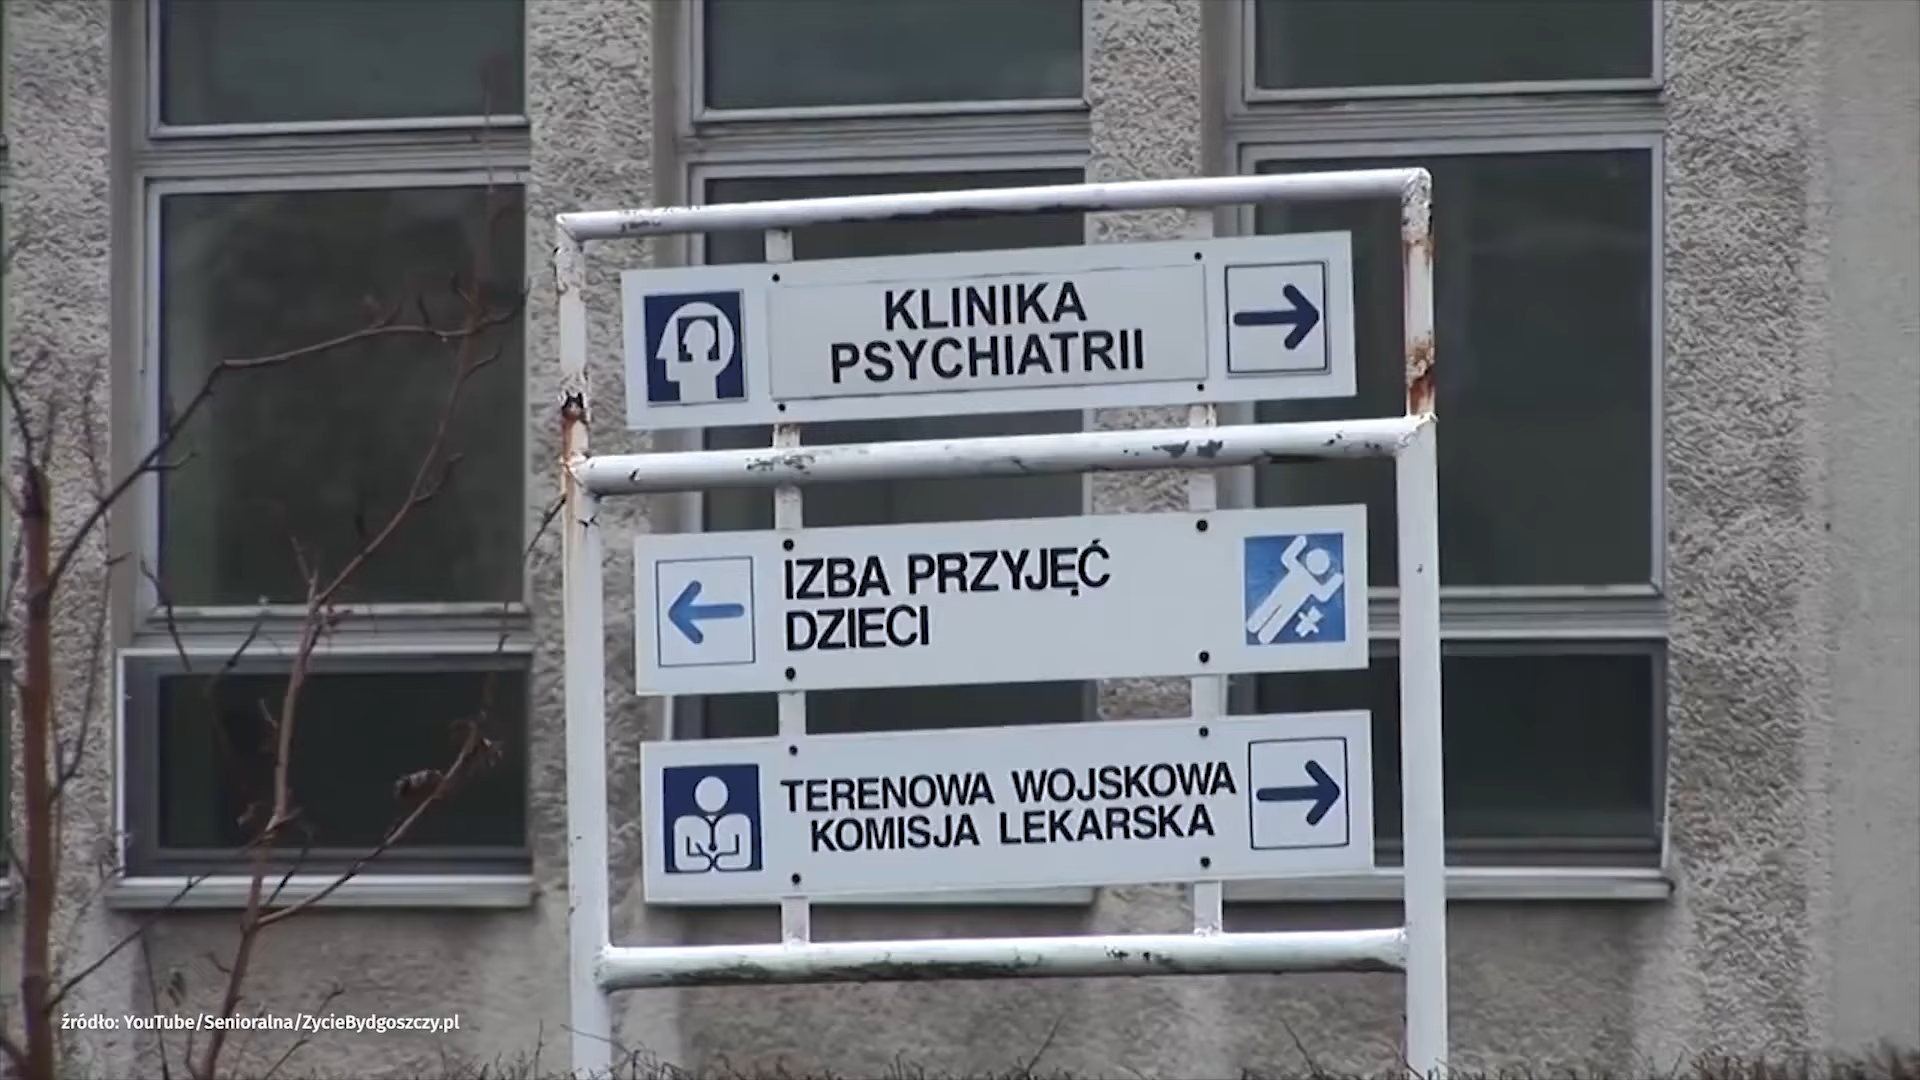 KLINIKA
PSYCHIATRII
IZBA PRZYJĘĆ
DZIECI
TERENOWA WOJSKOWA
KOMISJA LEKARSKA
źródło: YouTube/Senioralna/ZycieBydgoszczy.pl